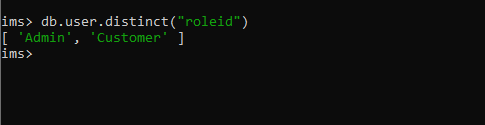 ims> db.user.distinct("roleid")
[ 'Admin', 'Customer' ]
ims>